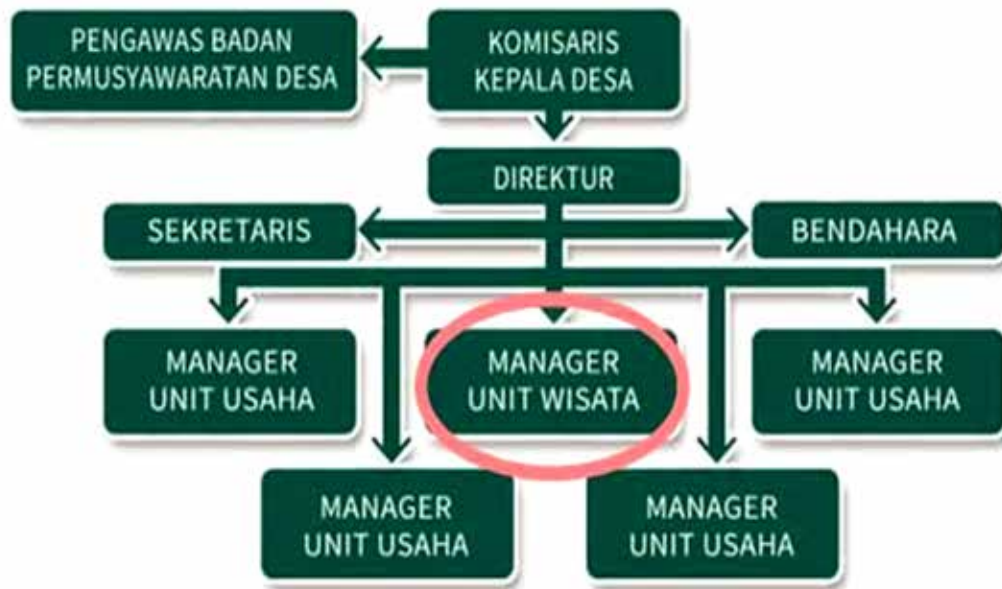 PENGAWAS BADAN
PERMUSYAWARATAN DESA
KOMISARIS
KEPALA DESA
DIREKTUR
SEKRETARIS
BENDAHARA
MANAGER
UNIT USAHA
MANAGER
UNIT WISATA
MANAGER
UNIT USAHA
MANAGER
UNIT USAHA
MANAGER
UNIT USAHA